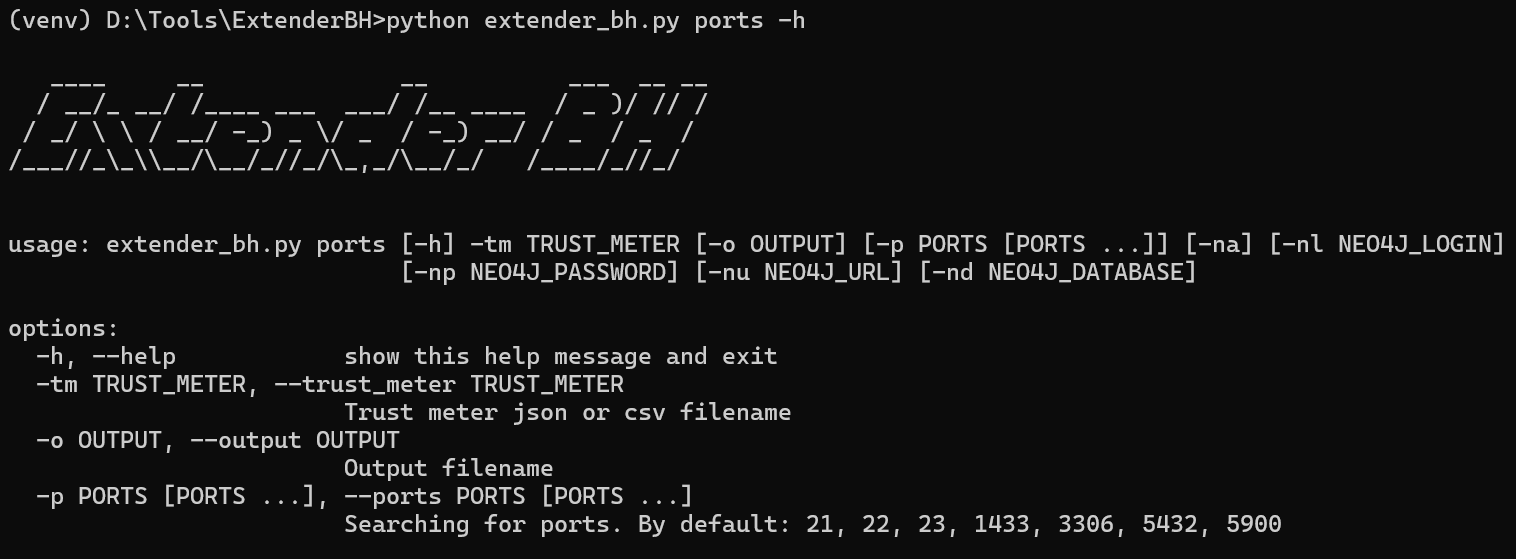 (venv) D:\Tools\ExtenderBH>python extender_bh.py ports -h
   ____     __              __          ___  __ __
  / __/_ __/ /____ ___  ___/ /__ ____  / _ )/ // /
 / _/ \ \ / __/ -_) _ \/ _  / -_) __/ / _  / _  /
/___//_\_\\__/\__/_//_/\_,_/\__/_/   /____/_//_/
usage: extender_bh.py ports [-h] -tm TRUST_METER [-o OUTPUT] [-p PORTS [PORTS ...]] [-na] [-nl NEO4J_LOGIN]
                            [-np NEO4J_PASSWORD] [-nu NEO4J_URL] [-nd NEO4J_DATABASE]
options:
  -h, --help            show this help message and exit
  -tm TRUST_METER, --trust_meter TRUST_METER
                        Trust meter json or csv filename
  -o OUTPUT, --output OUTPUT
                        Output filename
  -p PORTS [PORTS ...], --ports PORTS [PORTS ...]
                        Searching for ports. By default: 21, 22, 23, 1433, 3306, 5432, 5900